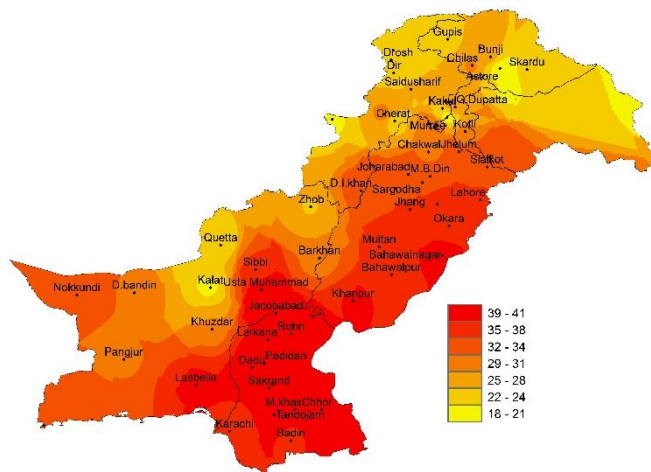 Gupis
Drosh
Bunji
Dir
Chilas
Skardu
Astore
Saidusharif
Kakul
G.Dupatta
Cherat
Murree
Kotli
Chakwal
Jhelum
Joharabad
M.B.Din
Sialkot
D.I.khan
Sargodha
Lahore
Zhob
Jhang
Okara
Quetta
Multan
Barkhan
Bahawalnagar
Sibbi
Bahawalpur
Nokkundi
D.bandin
Kalat
Usta Muhammad
Khanpur
Jacobabad
Khuzdar
Rohri
Larkana
Pangjur
Dadu
Padidan
Lasbella
Sakrand
M.khas
Chhor
Tandojam
Karachi
Badin
39 - 41
35 - 38
32 - 34
29 - 31
25 - 28
22 - 24
18 - 21